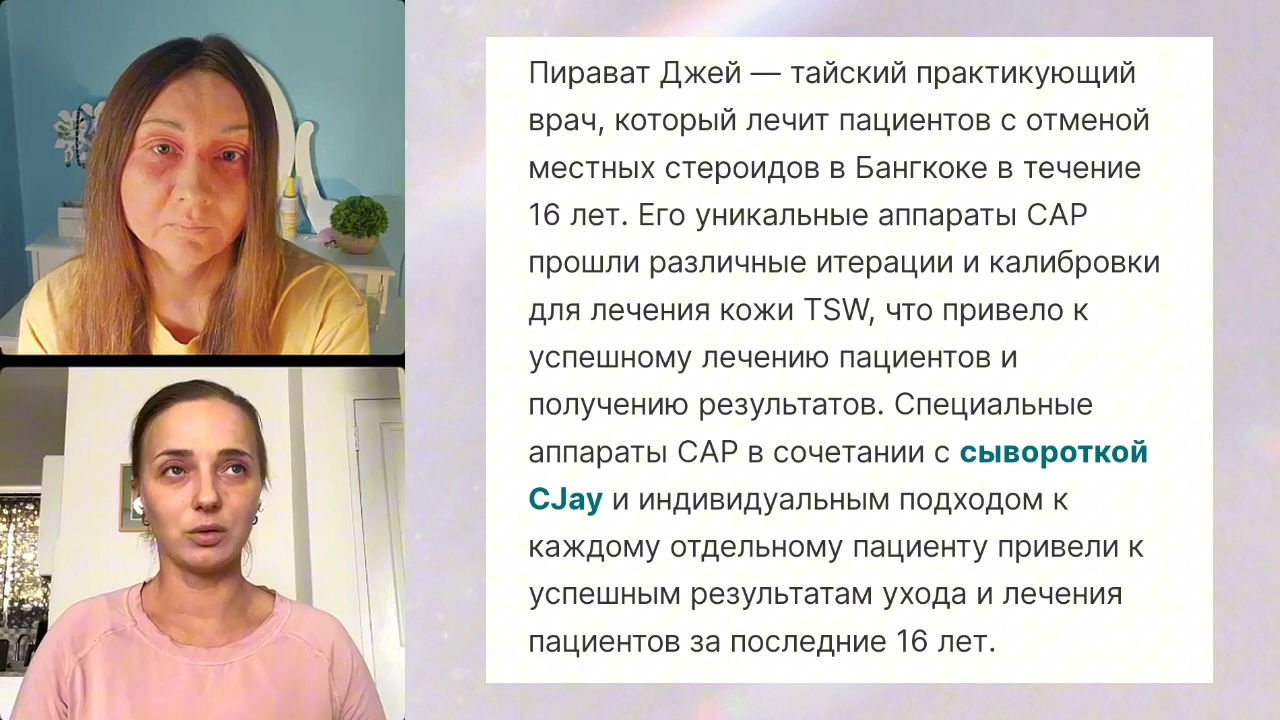 Пирават Джей — тайский практикующий
врач, который лечит пациентов с отменой
местных стероидов в Бангкоке в течение
16 лет. Его уникальные аппараты CAP
прошли различные итерации и калибровки
для лечения кожи TSW, что привело к
успешному лечению пациентов и
получению результатов. Специальные
аппараты CAP в сочетании с сывороткой
CJay и индивидуальным подходом к
каждому отдельному пациенту привели к
успешным результатам ухода и лечения
пациентов за последние 16 лет.